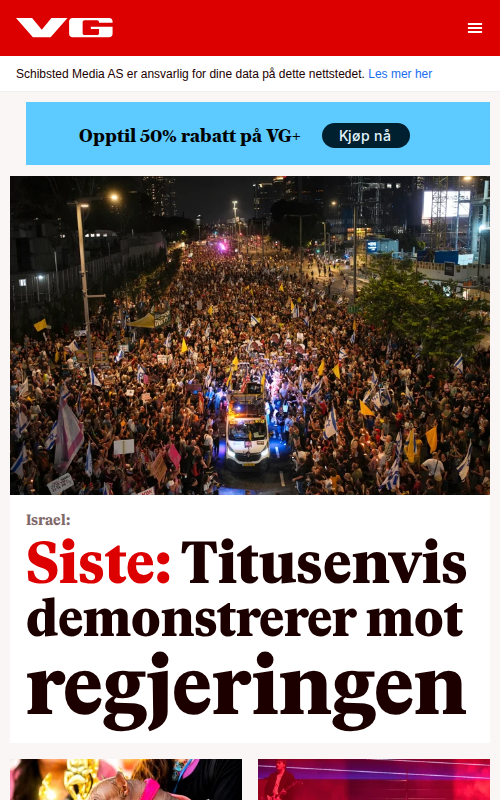 VG
Schibsted Media AS er ansvarlig for dine data på dette nettstedet. Les mer her
Opptil 50% rabatt på VG+
Kjøp nå
Israel:
Siste: Titusenvis
demonstrerer mot
regjeringen